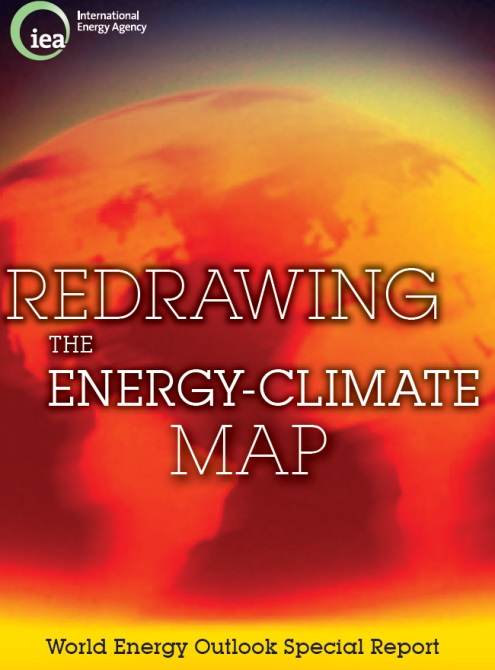 iea
International
Energy Agency
REDRAWING
THE
ENERGY-CLIMATE
MAP
World Energy Outlook Special Report